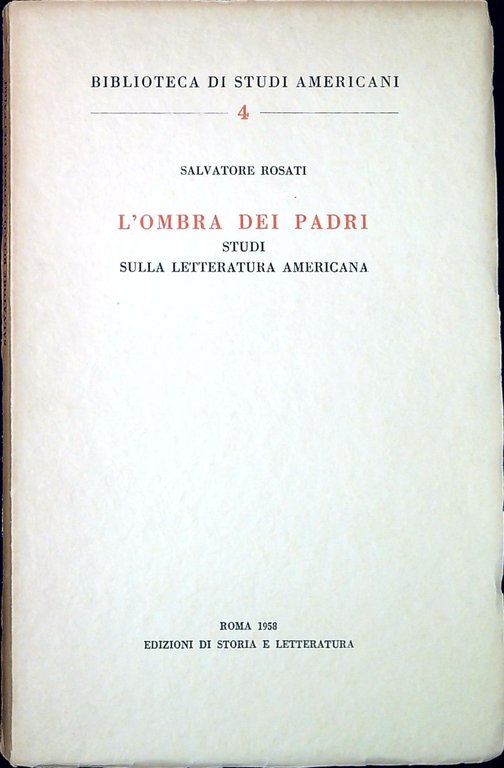 BIBLIOTECA DI STUDI AMERICANI
4
SALVATORE ROSATI
L'OMBRA DEI PADRI
STUDI
SULLA LETTERATURA AMERICANA
ROMA 1958
EDIZIONI DI STORIA E LETTERATURA